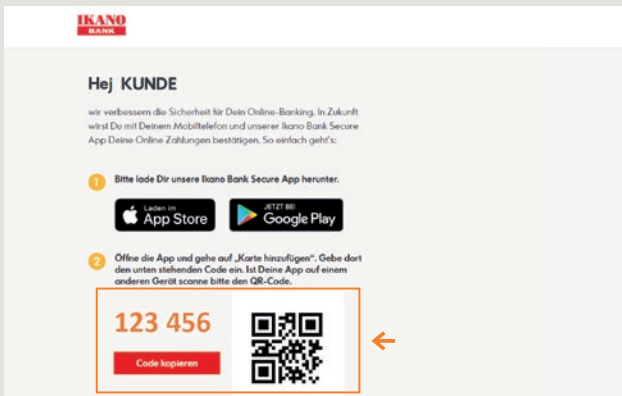 IKANO
BANK
Hej KUNDE
wir verbessern die Sicherheit für Dein Online-Banking. In Zukunft
wirst Du mit Deinem Mobiltelefon und unserer Ikano Bank Secure
App Deine Online Zahlungen bestätigen. So einfach geht's:
1 Bitte lade Dir unsere Ikano Bank Secure App herunter.
Laden im
App Store
JETZT BEI
Google Play
2 Öffne die App und gehe auf „Karte hinzufügen“. Gebe dort
den unten stehenden Code ein. Ist Deine App auf einem
anderen Gerät scanne bitte den QR-Code.
123 456
Code kopieren